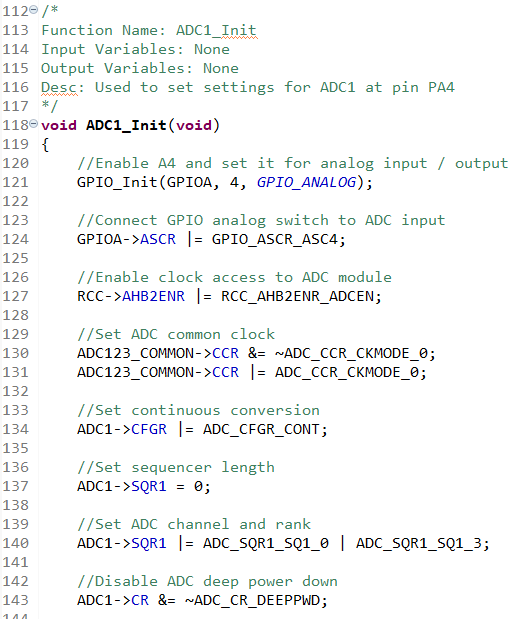 112 /*
113 Function Name: ADC1_Init
114 Input Variables: None
115 Output Variables: None
116 Desc: Used to set settings for ADC1 at pin PA4
117 */
118 void ADC1_Init(void)
119 {
120     //Enable A4 and set it for analog input / output
121     GPIO_Init(GPIOA, 4, GPIO_ANALOG);
122
123     //Connect GPIO analog switch to ADC input
124     GPIOA->ASCR |= GPIO_ASCR_ASC4;
125
126     //Enable clock access to ADC module
127     RCC->AHB2ENR |= RCC_AHB2ENR_ADCEN;
128
129     //Set ADC common clock
130     ADC123_COMMON->CCR &= ~ADC_CCR_CKMODE_0;
131     ADC123_COMMON->CCR |= ADC_CCR_CKMODE_0;
132
133     //Set continuous conversion
134     ADC1->CFGR |= ADC_CFGR_CONT;
135
136     //Set sequencer length
137     ADC1->SQR1 = 0;
138
139     //Set ADC channel and rank
140     ADC1->SQR1 |= ADC_SQR1_SQ1_0 | ADC_SQR1_SQ1_3;
141
142     //Disable ADC deep power down
143     ADC1->CR &= ~ADC_CR_DEEPPWD;